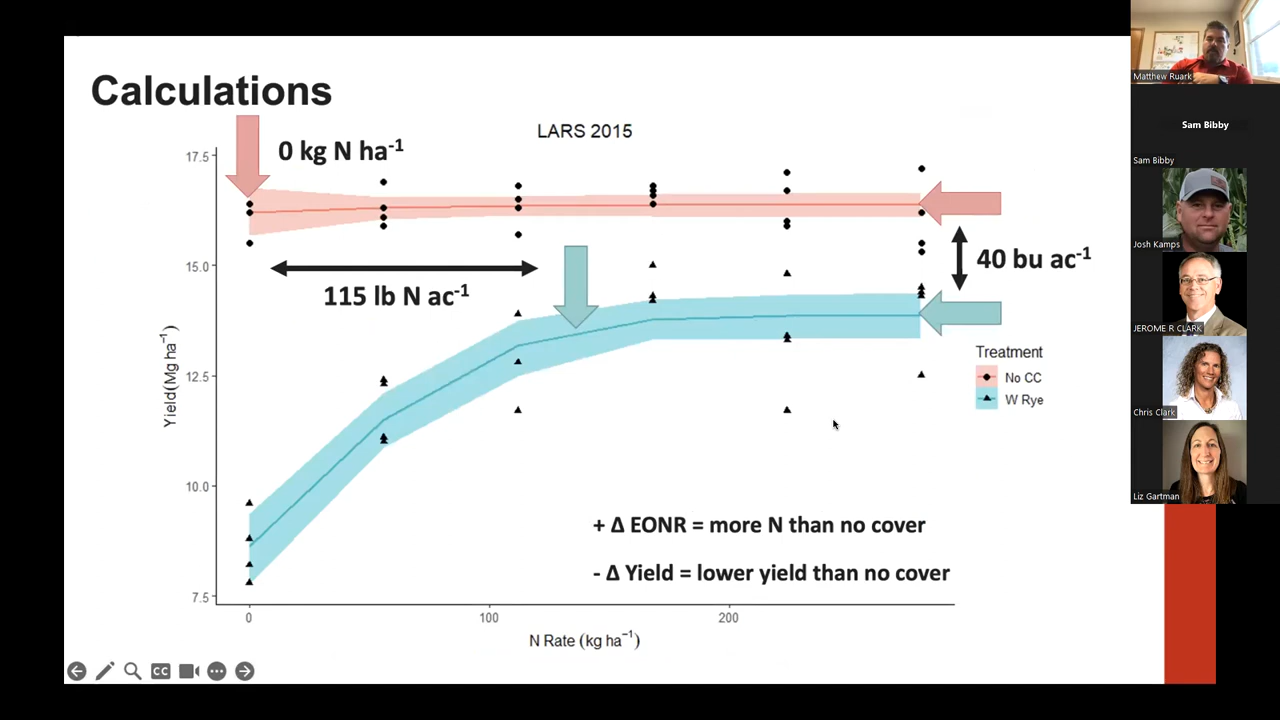 Calculations
LARS 2015
0 kg N ha⁻¹
17.5
15.0
12.5
10.0
7.5
Yield(Mg ha⁻¹)
115 lb N ac⁻¹
40 bu ac⁻¹
Treatment
No CC
W Rye
+ Δ EONR = more N than no cover
- Δ Yield = lower yield than no cover
0
100
200
N Rate (kg ha⁻¹)
CC
Matthew Ruark
Sam Bibby
Sam Bibby
Josh Kamps
JEROME R CLARK
Chris Clark
Liz Gartman